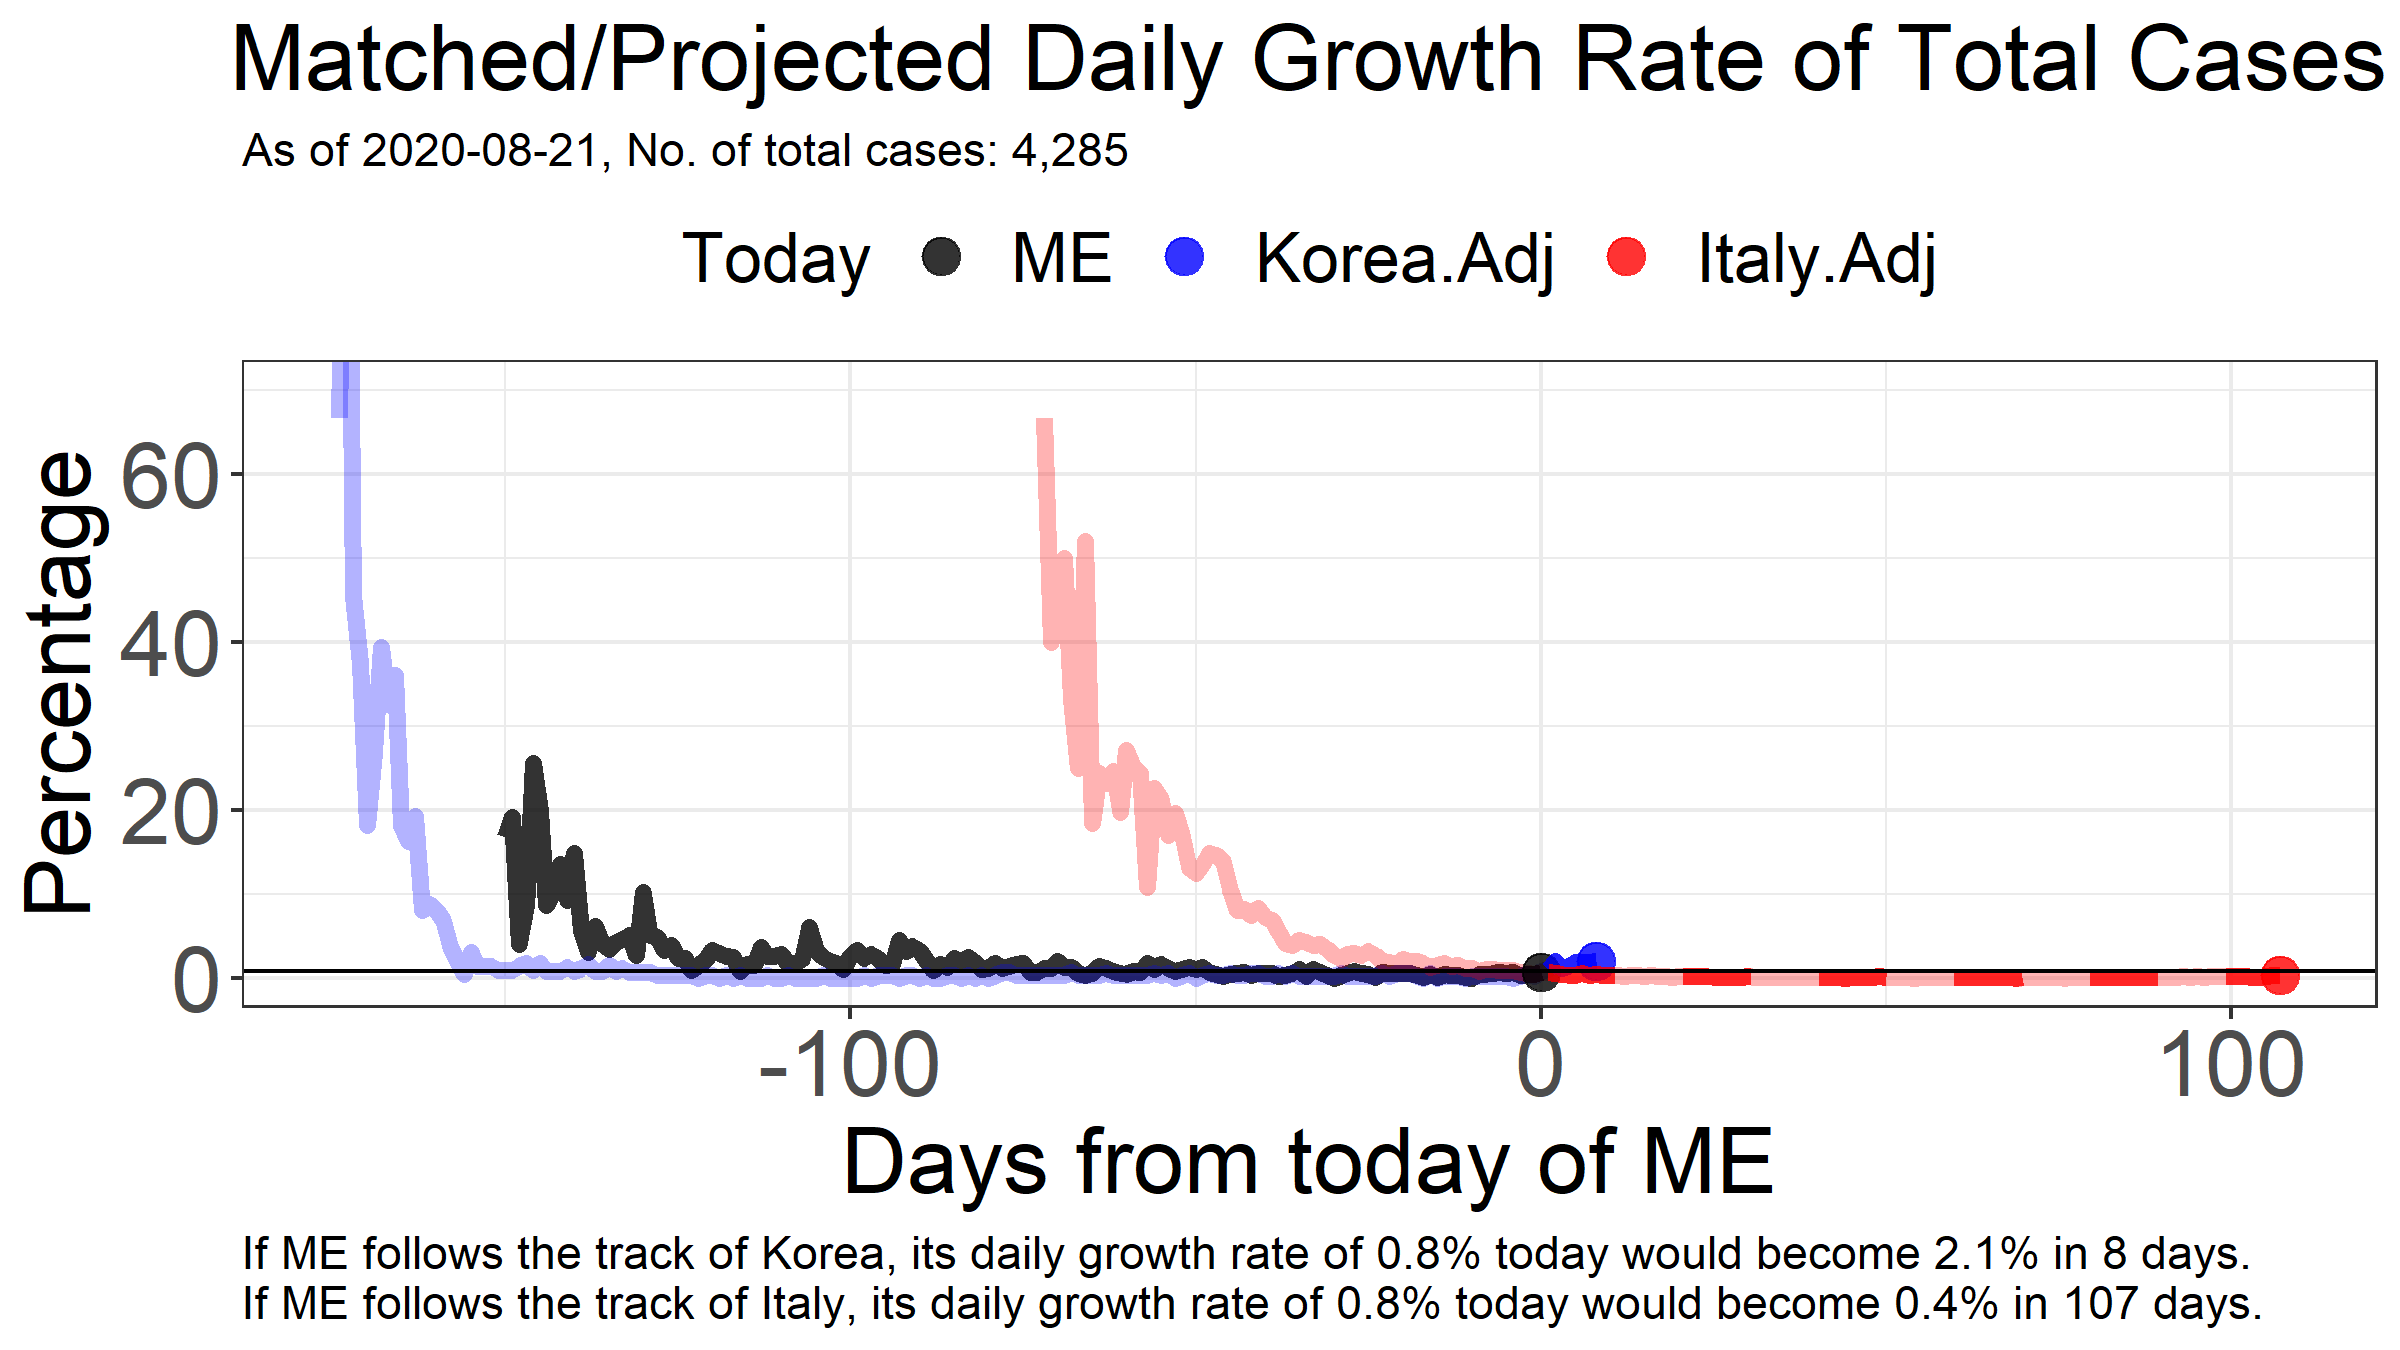 Matched/Projected Daily Growth Rate of Total Cases
As of 2020-08-21, No. of total cases: 4,285
Today ME Korea.Adj Italy.Adj
Percentage
60
40
20
0
-100 0 100
Days from today of ME
If ME follows the track of Korea, its daily growth rate of 0.8% today would become 2.1% in 8 days.
If ME follows the track of Italy, its daily growth rate of 0.8% today would become 0.4% in 107 days.